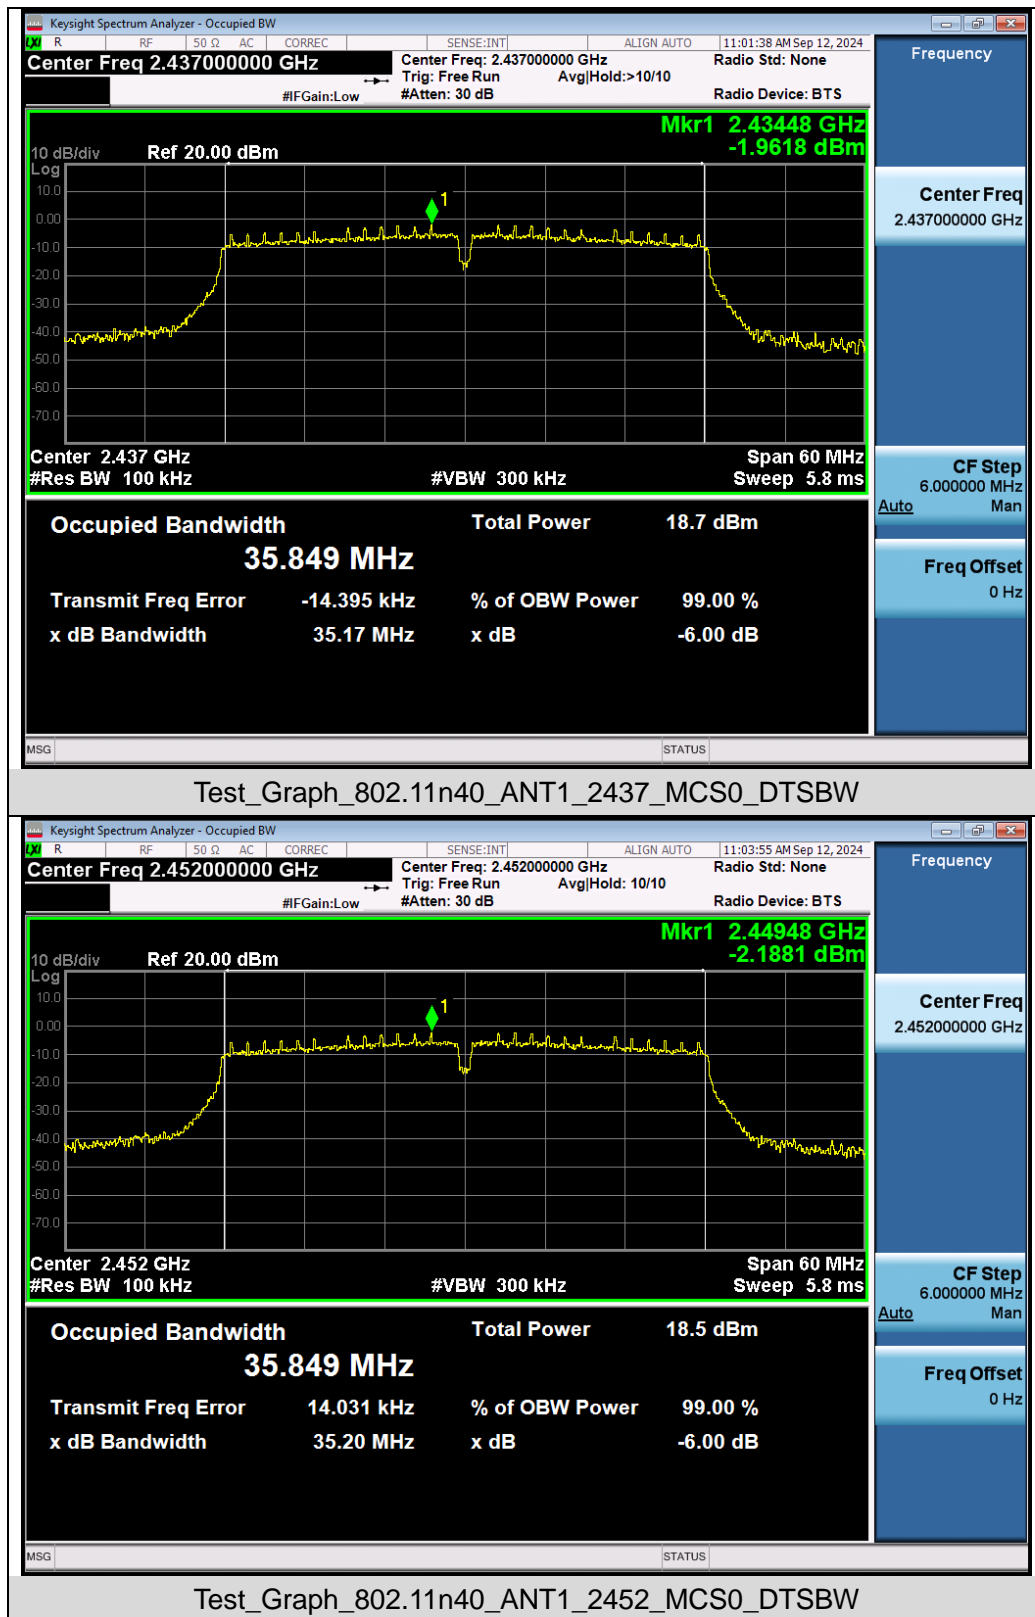 Keysight Spectrum Analyzer - Occupied BW
LXI R RF 50 Ω AC CORREC SENSE:INT ALIGN AUTO 11:01:38 AM Sep 12, 2024
Center Freq 2.437000000 GHz
Center Freq: 2.437000000 GHz
Radio Std: None
Trig: Free Run Avg|Hold:>10/10
#IFGain:Low
#Atten: 30 dB
Radio Device: BTS
Mkr1 2.43448 GHz
-1.9618 dBm
10 dB/div Ref 20.00 dBm
Log
10.0
0.00
-10.0
-20.0
-30.0
-40.0
-50.0
-60.0
-70.0
1
Center 2.437 GHz Span 60 MHz
#Res BW 100 kHz #VBW 300 kHz Sweep 5.8 ms
Occupied Bandwidth Total Power 18.7 dBm
35.849 MHz
Transmit Freq Error -14.395 kHz % of OBW Power 99.00 %
x dB Bandwidth 35.17 MHz x dB -6.00 dB
Frequency
Center Freq
2.437000000 GHz
CF Step
6.000000 MHz
Auto Man
Freq Offset
0 Hz
MSG STATUS
Test_Graph_802.11n40_ANT1_2437_MCS0_DTSBW
Keysight Spectrum Analyzer - Occupied BW
LXI R RF 50 Ω AC CORREC SENSE:INT ALIGN AUTO 11:03:55 AM Sep 12, 2024
Center Freq 2.452000000 GHz
Center Freq: 2.452000000 GHz
Radio Std: None
Trig: Free Run Avg|Hold: 10/10
#IFGain:Low
#Atten: 30 dB
Radio Device: BTS
Mkr1 2.44948 GHz
-2.1881 dBm
10 dB/div Ref 20.00 dBm
Log
10.0
0.00
-10.0
-20.0
-30.0
-40.0
-50.0
-60.0
-70.0
1
Center 2.452 GHz Span 60 MHz
#Res BW 100 kHz #VBW 300 kHz Sweep 5.8 ms
Occupied Bandwidth Total Power 18.5 dBm
35.849 MHz
Transmit Freq Error 14.031 kHz % of OBW Power 99.00 %
x dB Bandwidth 35.20 MHz x dB -6.00 dB
Frequency
Center Freq
2.452000000 GHz
CF Step
6.000000 MHz
Auto Man
Freq Offset
0 Hz
MSG STATUS
Test_Graph_802.11n40_ANT1_2452_MCS0_DTSBW